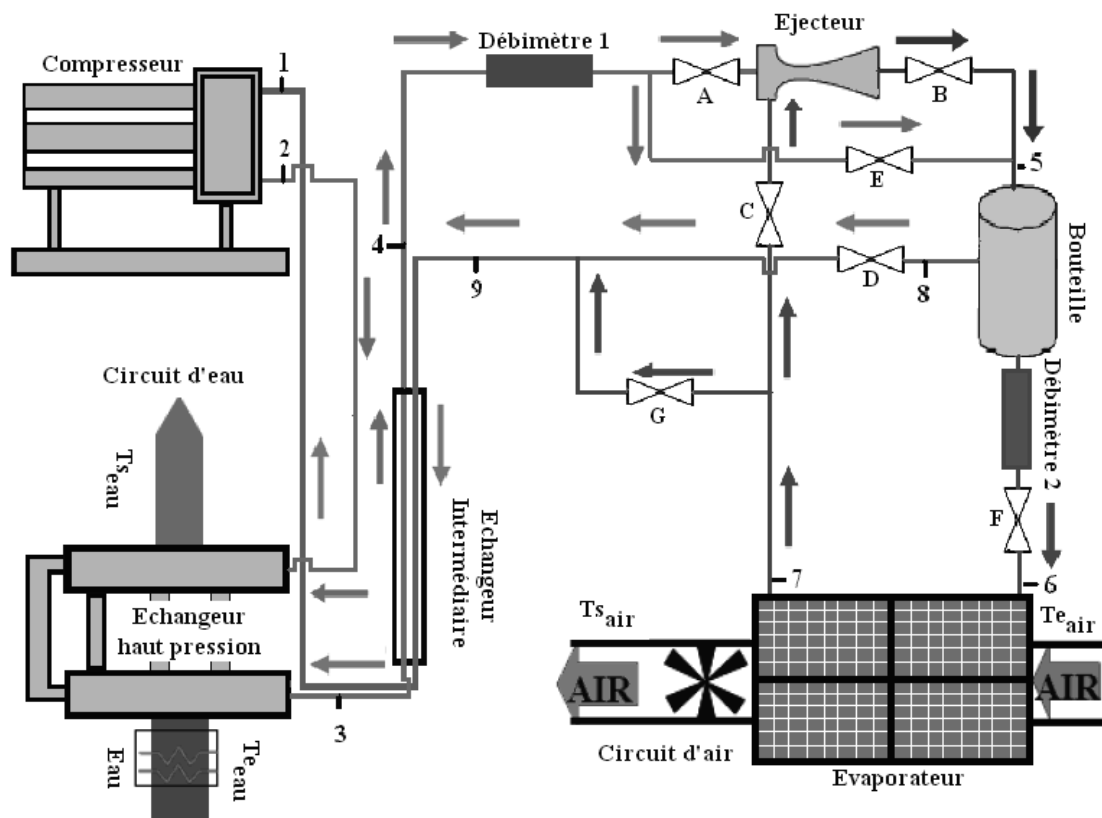 Ejecteur
Débimètre 1
Compresseur
1
A
B
2
5
E
C
4
9
D
8
Bouteille
Circuit d'eau
G
Débimètre 2
Ts eau
Echangeur
Intermédiaire
F
7
6
Ts air
Te air
Echangeur
haut pression
AIR
AIR
3
Circuit d'air
Eau
Te eau
Evaporateur